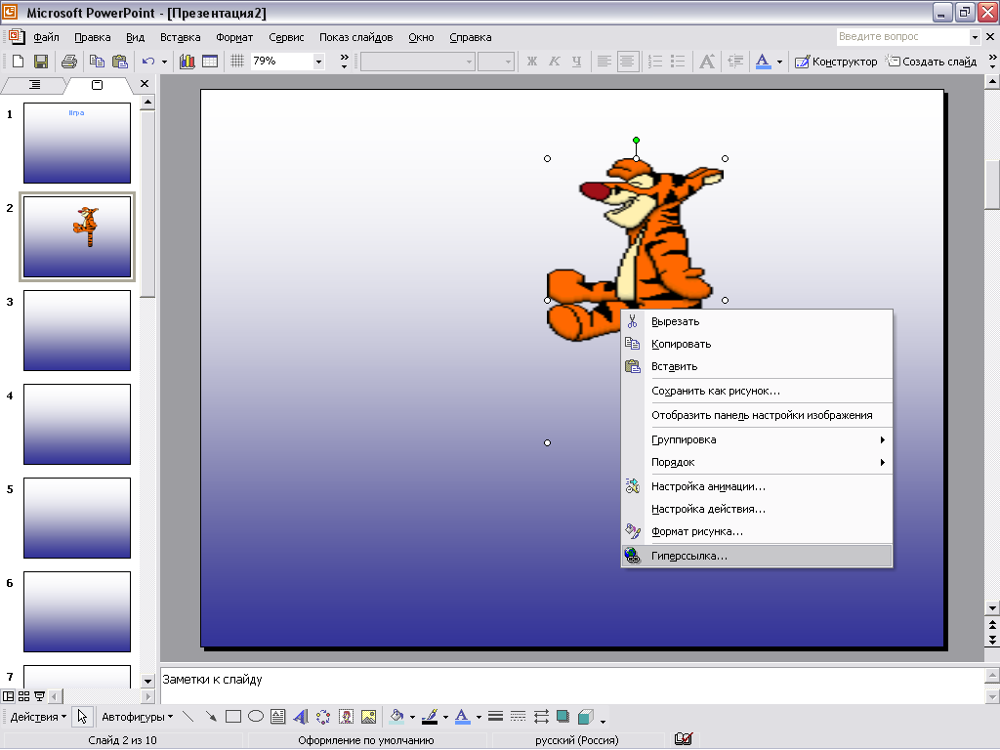 Microsoft PowerPoint - [Презентация2]
Файл Правка Вид Вставка Формат Сервис Показ слайдов Окно Справка Введите вопрос
79% Ж К Ч Конструктор Создать слайд
1
Игра
2
3
4
5
6
7
Вырезать
Копировать
Вставить
Сохранить как рисунок...
Отобразить панель настройки изображения
Группировка
Порядок
Настройка анимации...
Настройка действия...
Формат рисунка...
Гиперссылка...
Заметки к слайду
Действия Автофигуры
Слайд 2 из 10 Оформление по умолчанию русский (Россия)